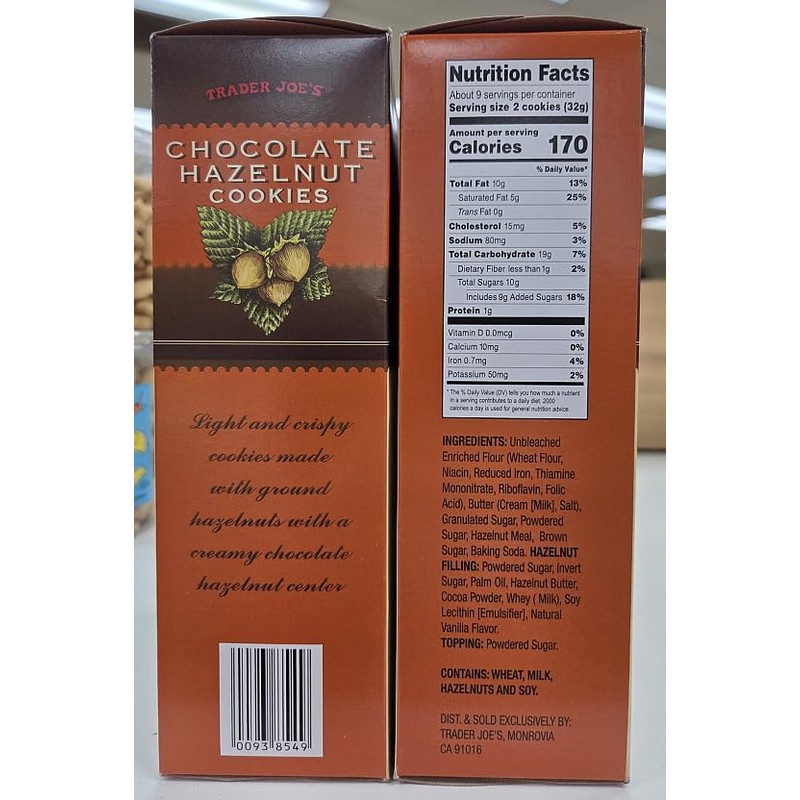 TRADER JOE'S
CHOCOLATE
HAZELNUT
COOKIES
Light and crispy
cookies made
with ground
hazelnuts with a
creamy chocolate
hazelnut center
0093 8549
Nutrition Facts
About 9 servings per container
Serving size 2 cookies (32g)
Amount per serving
Calories 170
% Daily Value*
Total Fat 10g 13%
Saturated Fat 5g 25%
Trans Fat 0g
Cholesterol 15mg 5%
Sodium 80mg 3%
Total Carbohydrate 19g 7%
Dietary Fiber less than 1g 2%
Total Sugars 10g
Includes 9g Added Sugars 18%
Protein 1g
Vitamin D 0.0mcg 0%
Calcium 10mg 0%
Iron 0.7mg 4%
Potassium 50mg 2%
* The % Daily Value (DV) tells you how much a nutrient
in a serving contributes to a daily diet. 2000
calories a day is used for general nutrition advice.
INGREDIENTS: Unbleached
Enriched Flour (Wheat Flour,
Niacin, Reduced Iron, Thiamine
Mononitrate, Riboflavin, Folic
Acid), Butter (Cream [Milk], Salt),
Granulated Sugar, Powdered
Sugar, Hazelnut Meal, Brown
Sugar, Baking Soda. HAZELNUT
FILLING: Powdered Sugar, Invert
Sugar, Palm Oil, Hazelnut Butter,
Cocoa Powder, Whey ( Milk), Soy
Lecithin [Emulsifier], Natural
Vanilla Flavor.
TOPPING: Powdered Sugar.
CONTAINS: WHEAT, MILK,
HAZELNUTS AND SOY.
DIST. & SOLD EXCLUSIVELY BY:
TRADER JOE'S, MONROVIA
CA 91016